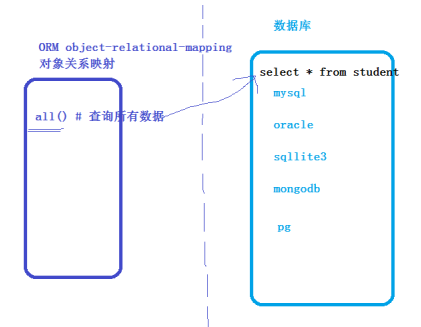 数据库
ORM object-relational-mapping
对象关系映射
select * from student
mysql
all() # 查询所有数据
oracle
sqllite3
mongodb
pg